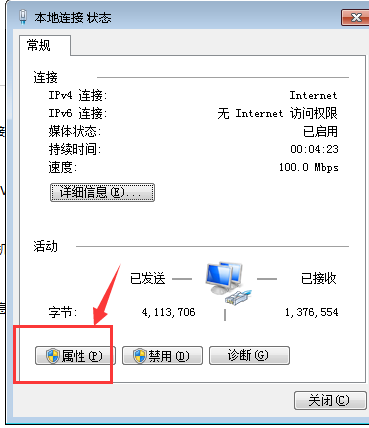 本地连接 状态
常规
连接
IPv4 连接: Internet
IPv6 连接: 无 Internet 访问权限
媒体状态: 已启用
持续时间: 00:04:23
速度: 100.0 Mbps
详细信息(E)...
活动
已发送 已接收
字节: 4,113,706 1,376,554
属性(P) 禁用(D) 诊断(G)
关闭(C)